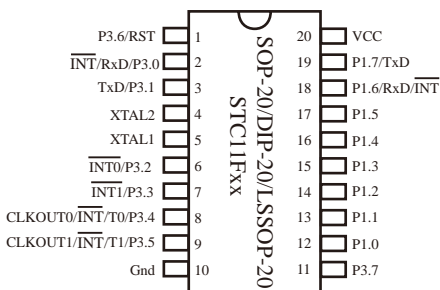 P3.6/RST 1 20 VCC
INT/RxD/P3.0 2 19 P1.7/TxD
TxD/P3.1 3 18 P1.6/RxD/INT
XTAL2 4 17 P1.5
XTAL1 5 16 P1.4
INT0/P3.2 6 15 P1.3
INT1/P3.3 7 14 P1.2
CLKOUT0/INT/T0/P3.4 8 13 P1.1
CLKOUT1/INT/T1/P3.5 9 12 P1.0
Gnd 10 11 P3.7
SOP-20/DIP-20/LSSOP-20
STC11Fxx